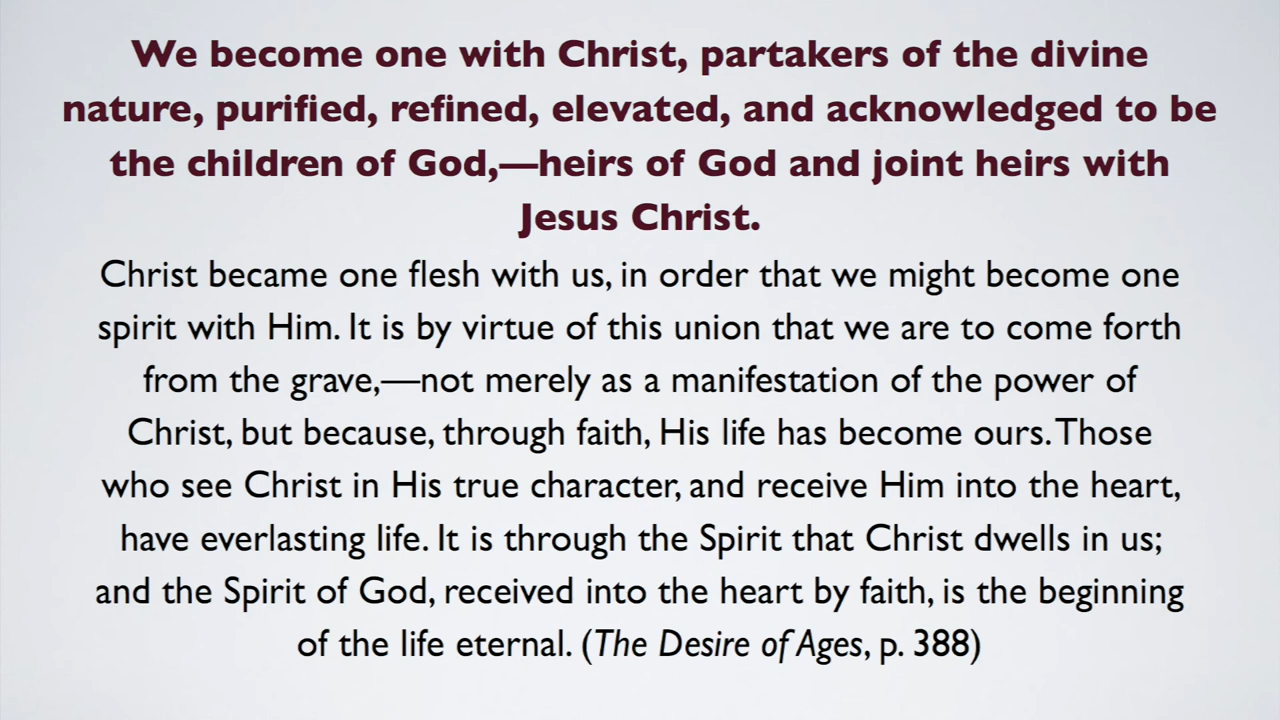 We become one with Christ, partakers of the divine
nature, purified, refined, elevated, and acknowledged to be
the children of God,—heirs of God and joint heirs with
Jesus Christ.
Christ became one flesh with us, in order that we might become one
spirit with Him. It is by virtue of this union that we are to come forth
from the grave,—not merely as a manifestation of the power of
Christ, but because, through faith, His life has become ours. Those
who see Christ in His true character, and receive Him into the heart,
have everlasting life. It is through the Spirit that Christ dwells in us;
and the Spirit of God, received into the heart by faith, is the beginning
of the life eternal. (The Desire of Ages, p. 388)